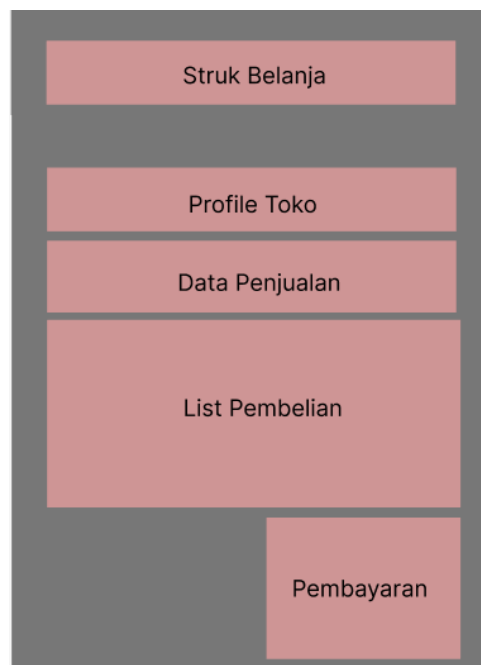 Struk Belanja
Profile Toko
Data Penjualan
List Pembelian
Pembayaran